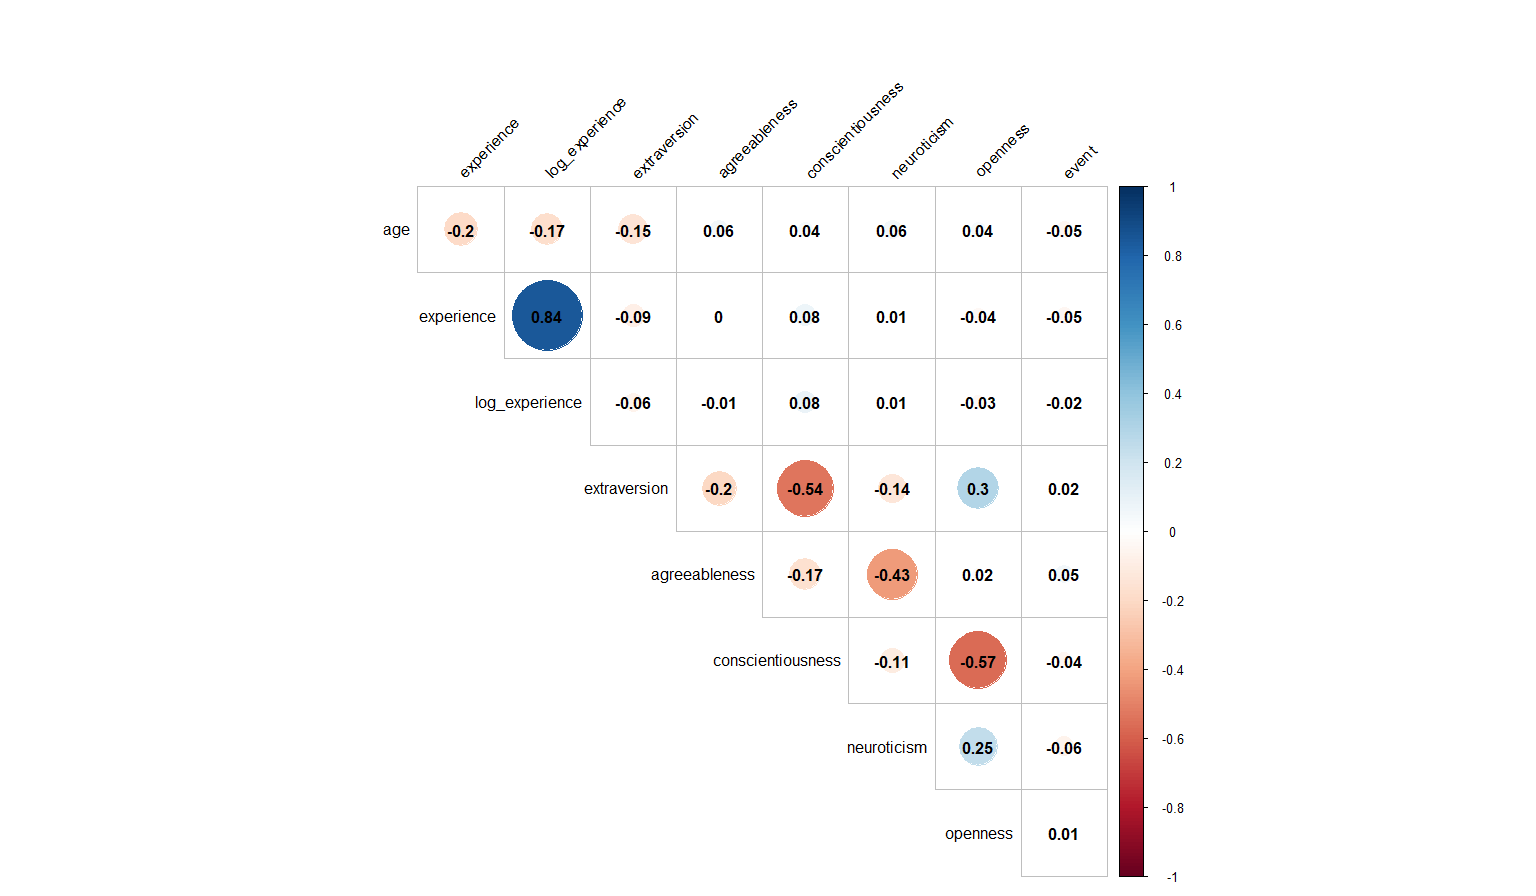 experience log_experience extraversion agreeableness conscientiousness neuroticism openness event
1
age -0.2 -0.17 -0.15 0.06 0.04 0.06 0.04 -0.05
0.8
experience 0.84 -0.09 0 0.08 0.01 -0.04 -0.05
0.6
0.4
log_experience -0.06 -0.01 0.08 0.01 -0.03 -0.02
0.2
extraversion -0.2 -0.54 -0.14 0.3 0.02
0
agreeableness -0.17 -0.43 0.02 0.05
-0.2
conscientiousness -0.11 -0.57 -0.04
-0.4
-0.6
neuroticism 0.25 -0.06
-0.8
openness 0.01
-1